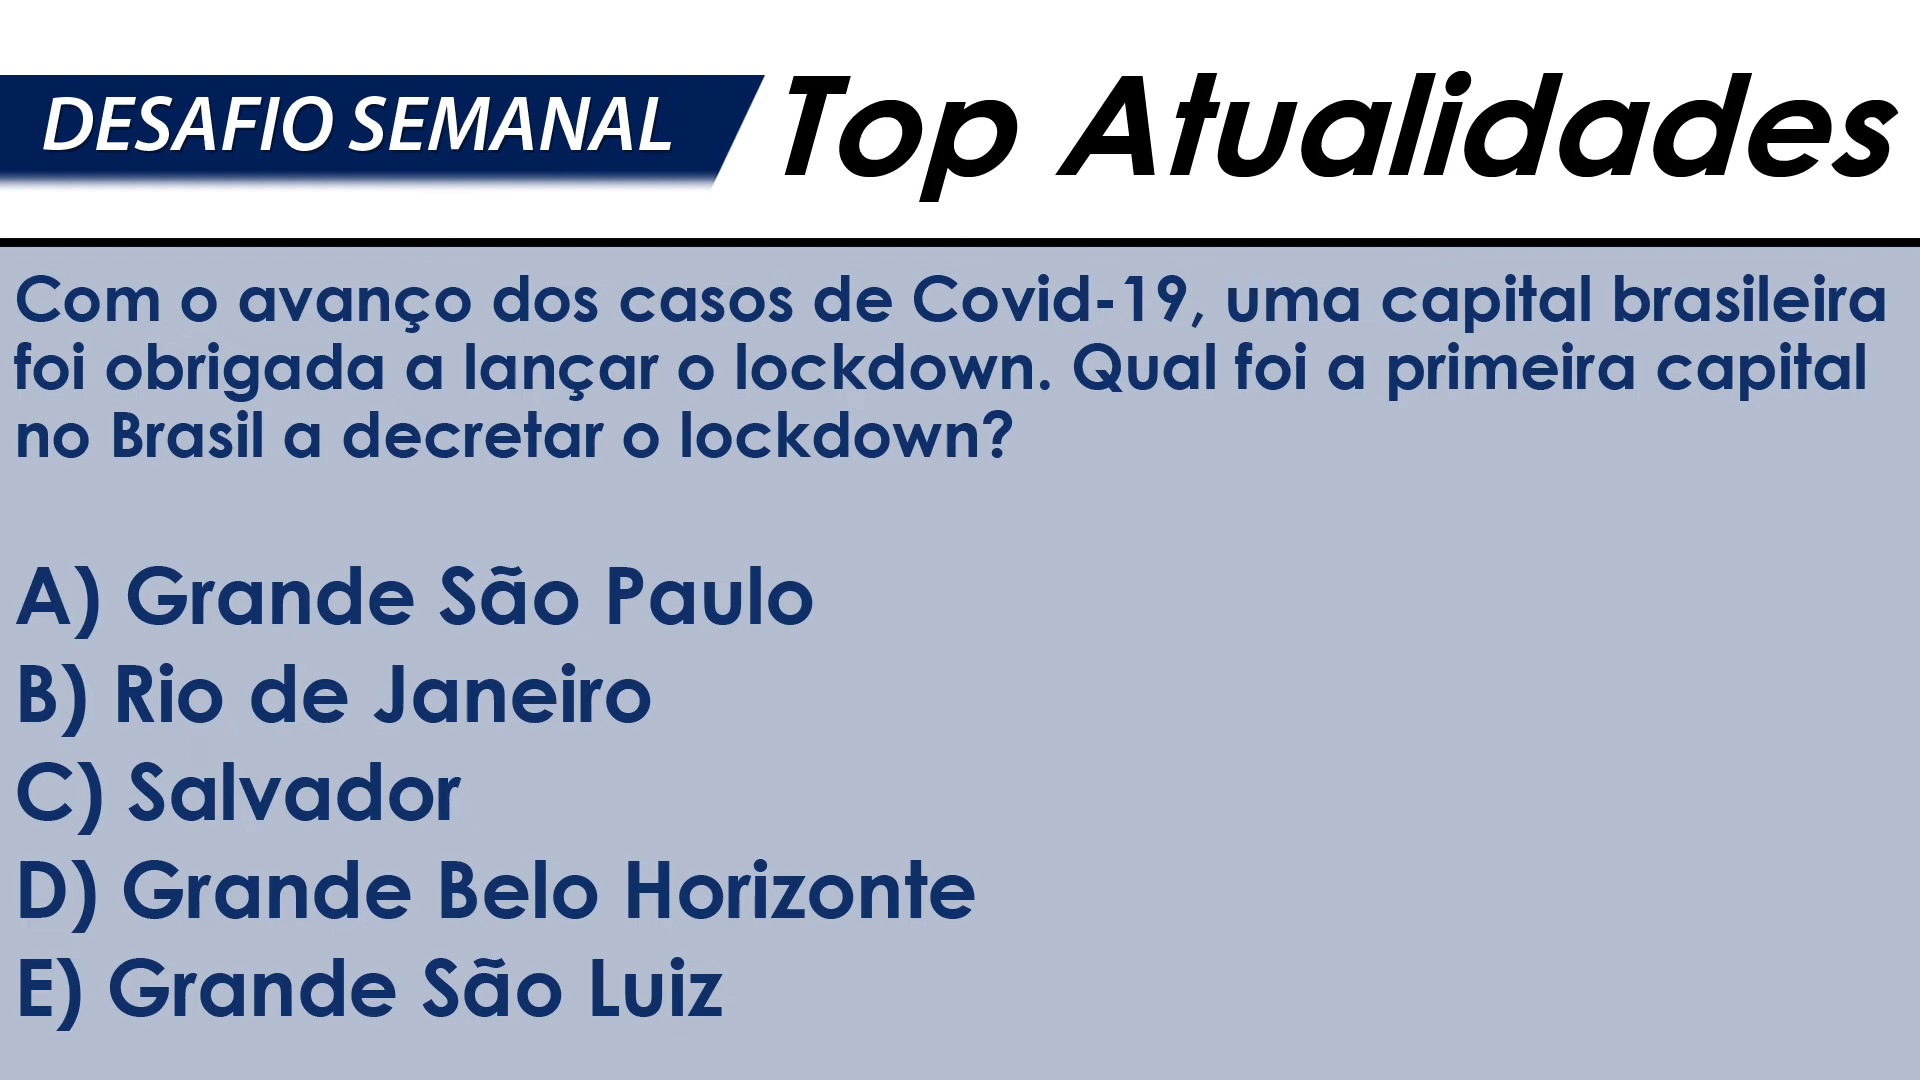 DESAFIO SEMANAL
Top Atualidades
Com o avanço dos casos de Covid-19, uma capital brasileira
foi obrigada a lançar o lockdown. Qual foi a primeira capital
no Brasil a decretar o lockdown?
A) Grande São Paulo
B) Rio de Janeiro
C) Salvador
D) Grande Belo Horizonte
E) Grande São Luiz